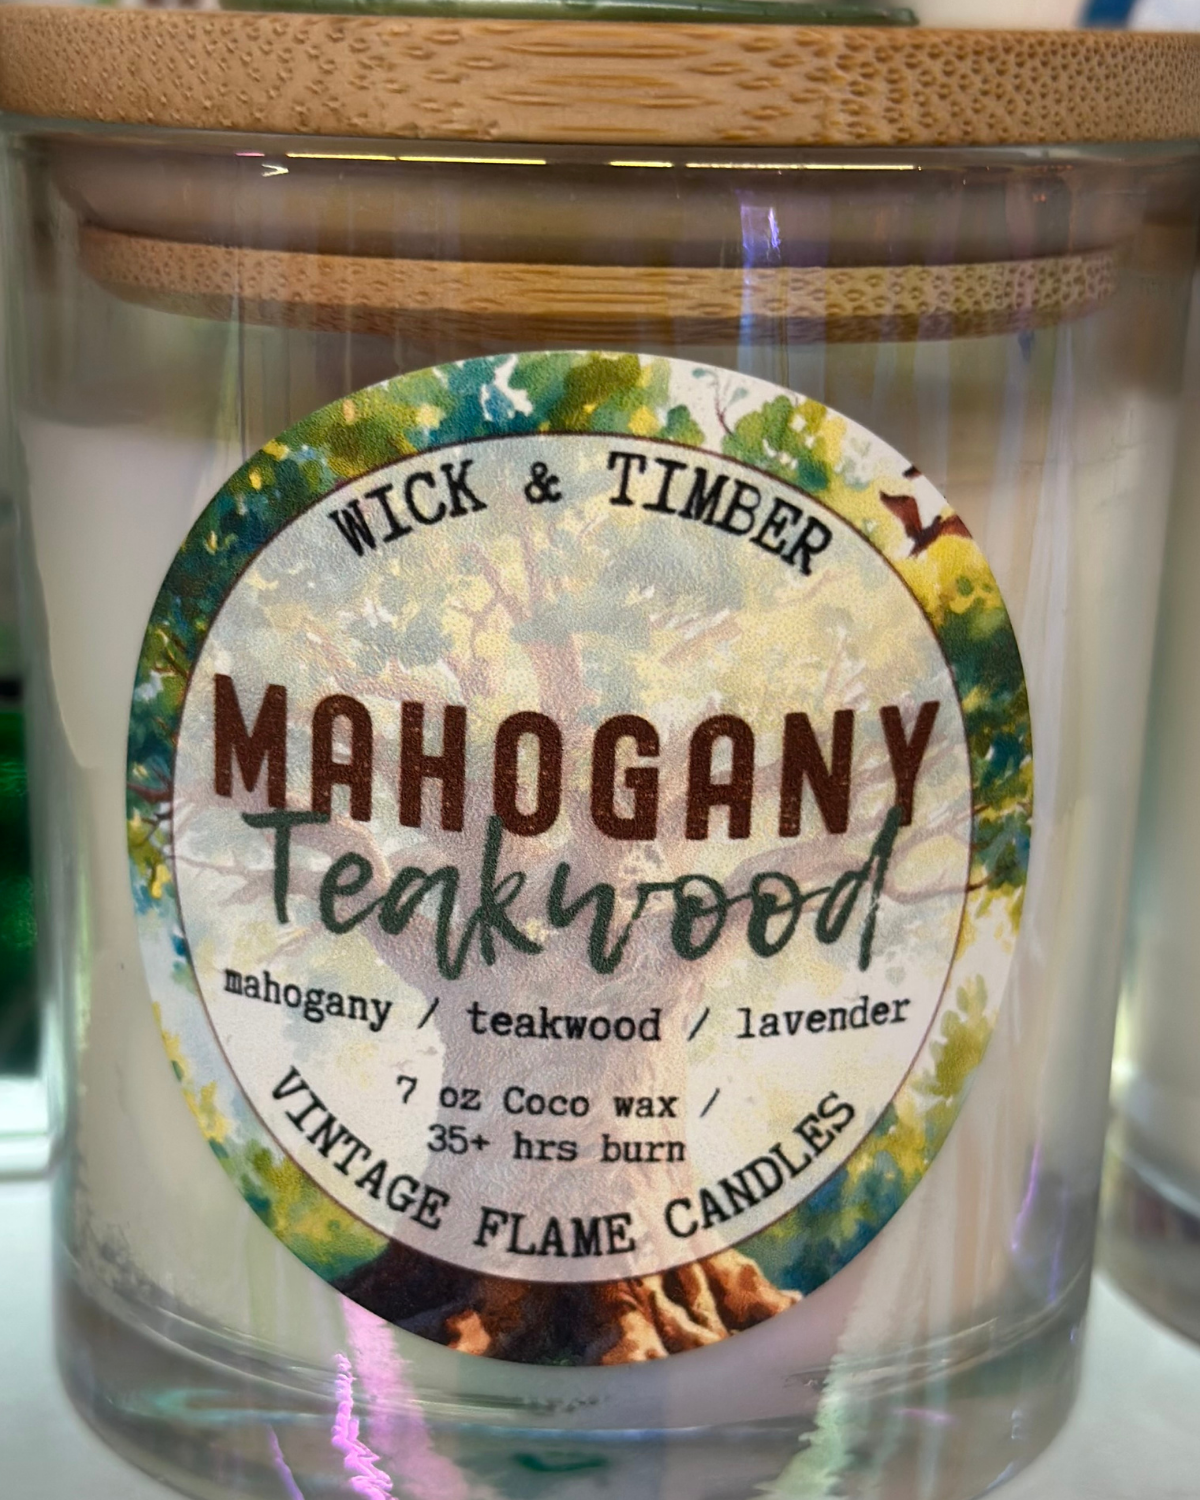 WICK & TIMBER
MAHOGANY
Teakwood
mahogany / teakwood / lavender
7 oz Coco wax /
35+ hrs burn
VINTAGE FLAME CANDLES